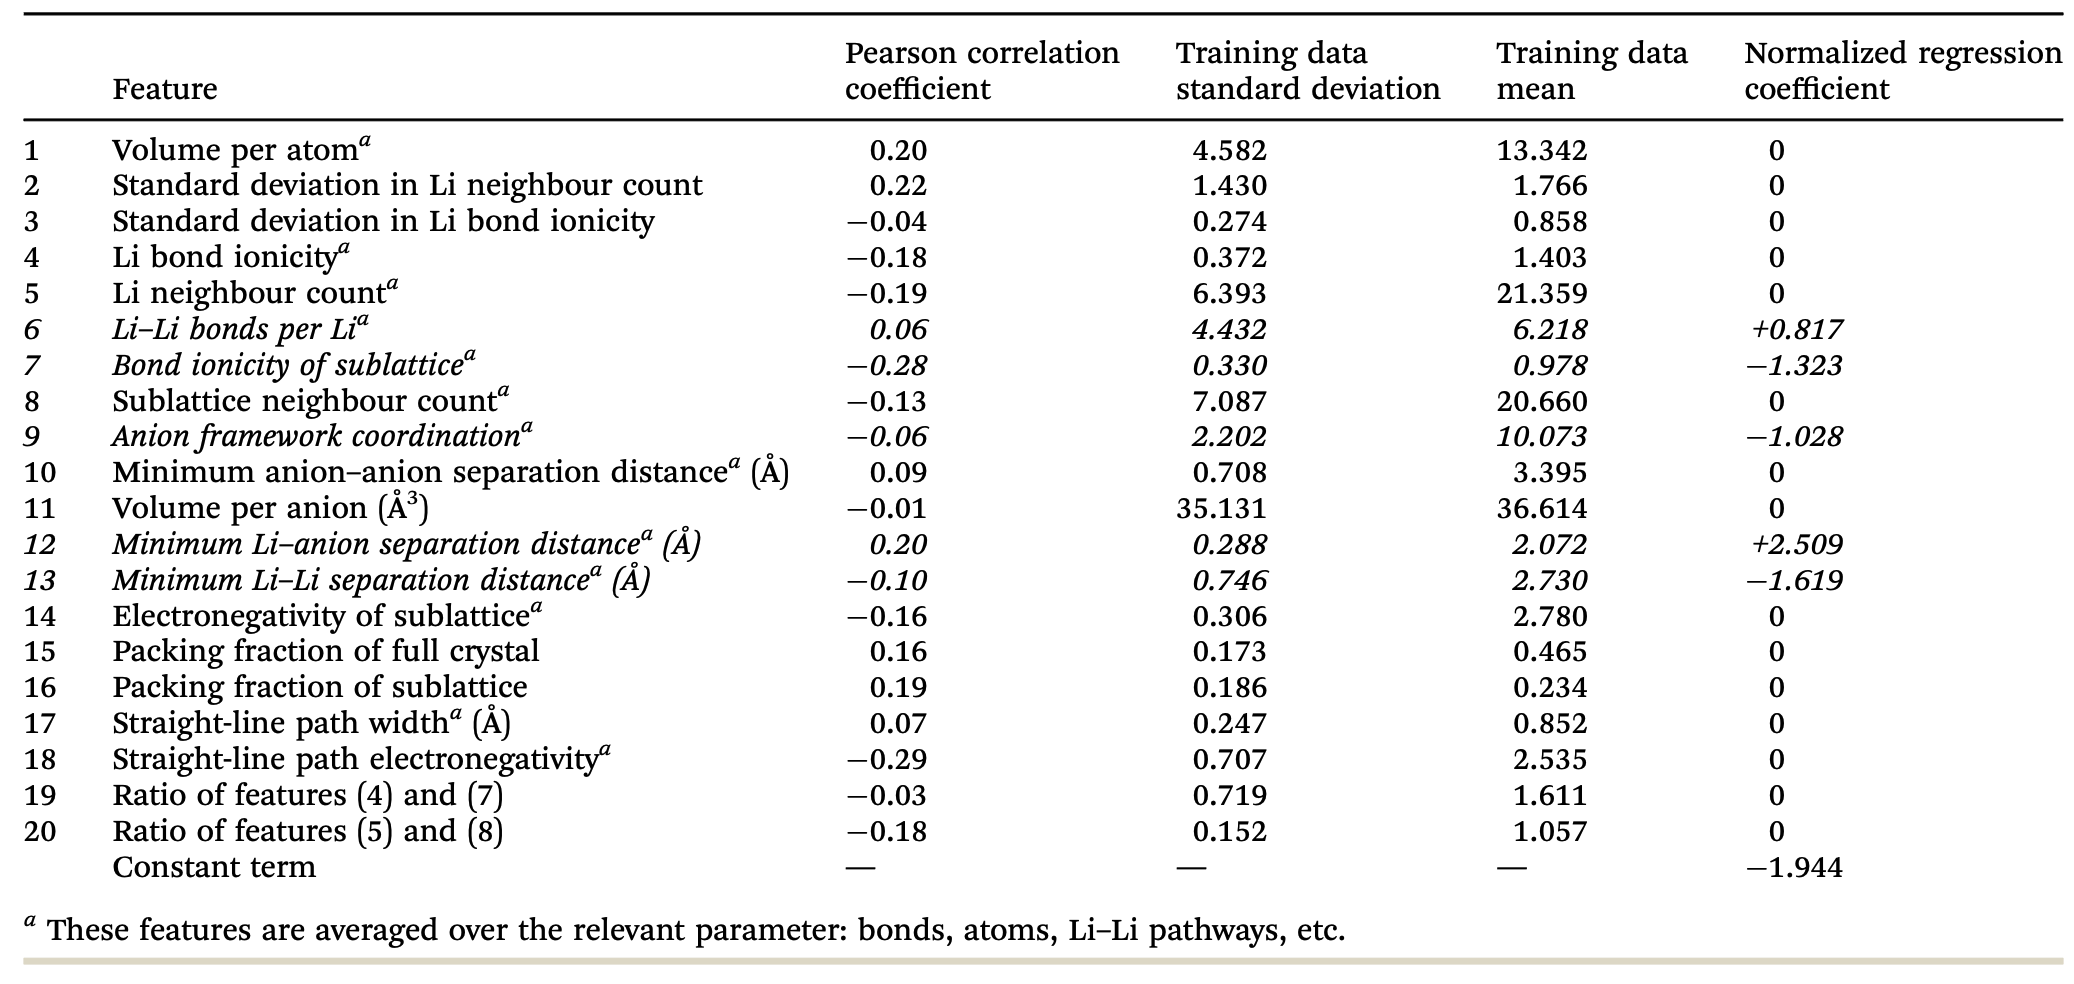 Feature Pearson correlation coefficient Training data standard deviation Training data mean Normalized regression coefficient
1 Volume per atom^a 0.20 4.582 13.342 0
2 Standard deviation in Li neighbour count 0.22 1.430 1.766 0
3 Standard deviation in Li bond ionicity −0.04 0.274 0.858 0
4 Li bond ionicity^a −0.18 0.372 1.403 0
5 Li neighbour count^a −0.19 6.393 21.359 0
6 Li–Li bonds per Li^a 0.06 4.432 6.218 +0.817
7 Bond ionicity of sublattice^a −0.28 0.330 0.978 −1.323
8 Sublattice neighbour count^a −0.13 7.087 20.660 0
9 Anion framework coordination^a −0.06 2.202 10.073 −1.028
10 Minimum anion–anion separation distance^a (Å) 0.09 0.708 3.395 0
11 Volume per anion (Å³) −0.01 35.131 36.614 0
12 Minimum Li–anion separation distance^a (Å) 0.20 0.288 2.072 +2.509
13 Minimum Li–Li separation distance^a (Å) −0.10 0.746 2.730 −1.619
14 Electronegativity of sublattice^a −0.16 0.306 2.780 0
15 Packing fraction of full crystal 0.16 0.173 0.465 0
16 Packing fraction of sublattice 0.19 0.186 0.234 0
17 Straight-line path width^a (Å) 0.07 0.247 0.852 0
18 Straight-line path electronegativity^a −0.29 0.707 2.535 0
19 Ratio of features (4) and (7) −0.03 0.719 1.611 0
20 Ratio of features (5) and (8) −0.18 0.152 1.057 0
Constant term — — — −1.944
^a These features are averaged over the relevant parameter: bonds, atoms, Li–Li pathways, etc.